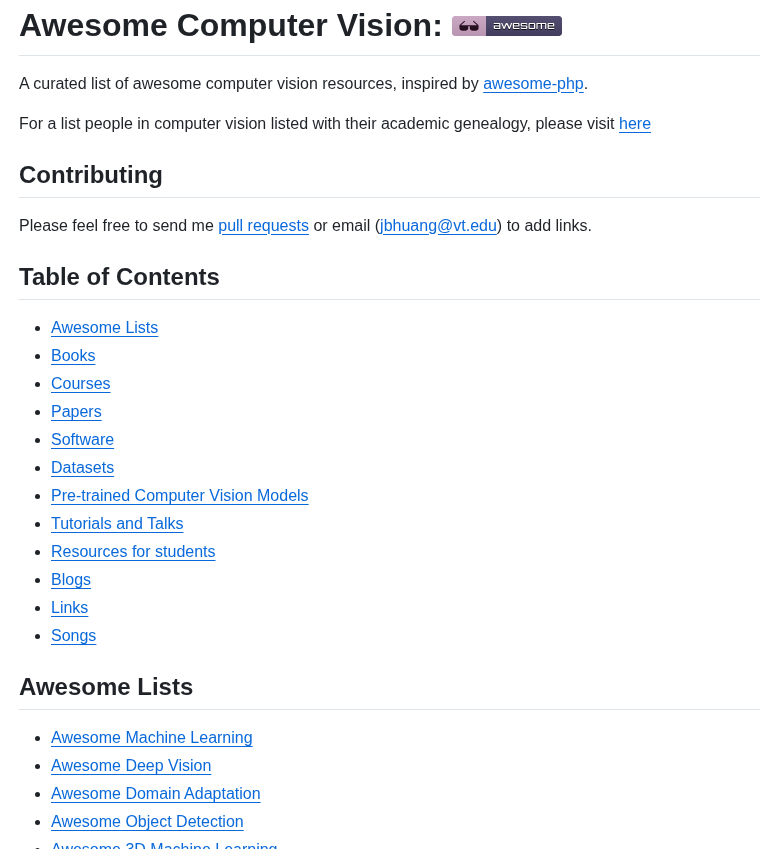 Awesome Computer Vision: awesome
A curated list of awesome computer vision resources, inspired by awesome-php.
For a list people in computer vision listed with their academic genealogy, please visit here
Contributing
Please feel free to send me pull requests or email (jbhuang@vt.edu) to add links.
Table of Contents
Awesome Lists
Books
Courses
Papers
Software
Datasets
Pre-trained Computer Vision Models
Tutorials and Talks
Resources for students
Blogs
Links
Songs
Awesome Lists
Awesome Machine Learning
Awesome Deep Vision
Awesome Domain Adaptation
Awesome Object Detection
Awesome 3D Machine Learning